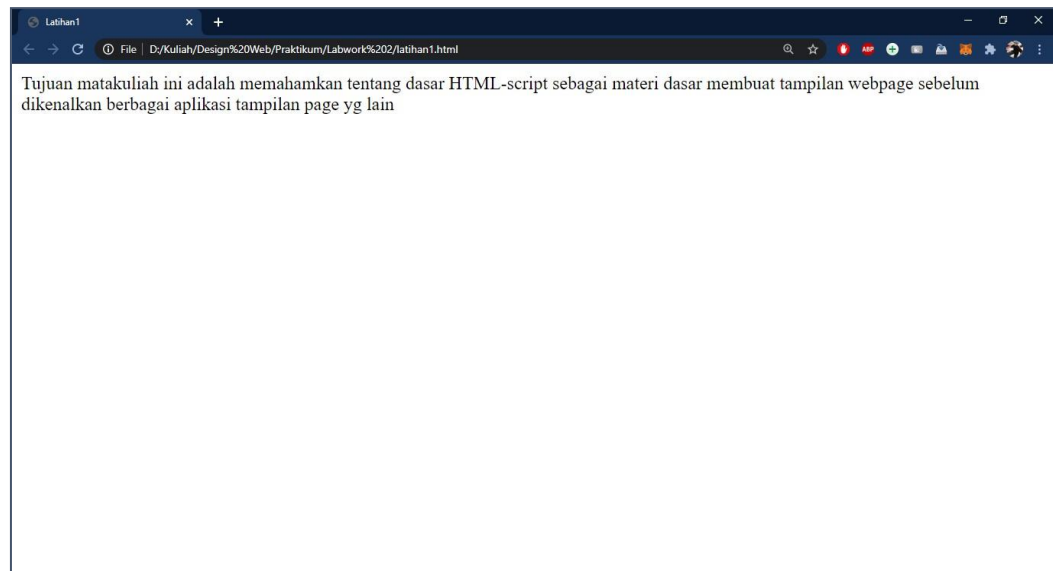 Latihan1
File | D:/Kuliah/Design%20Web/Praktikum/Labwork%202/latihan1.html
ABP
Tujuan matakuliah ini adalah memahamkan tentang dasar HTML-script sebagai materi dasar membuat tampilan webpage sebelum
dikenalkan berbagai aplikasi tampilan page yg lain